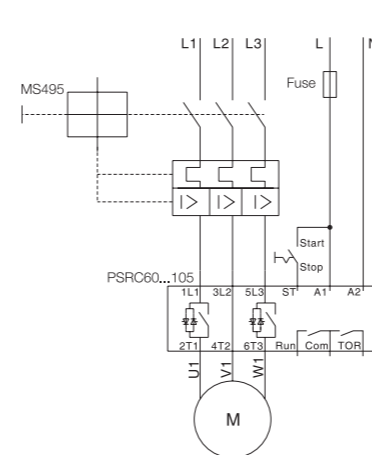 L1 L2 L3 L
Fuse
MS495
I> I> I>
Start
Stop
PSRC60...105
1L1 3L2 5L3 ST A1 A2
2T1 4T2 6T3 Run Com TOR
U1 V1 W1
M